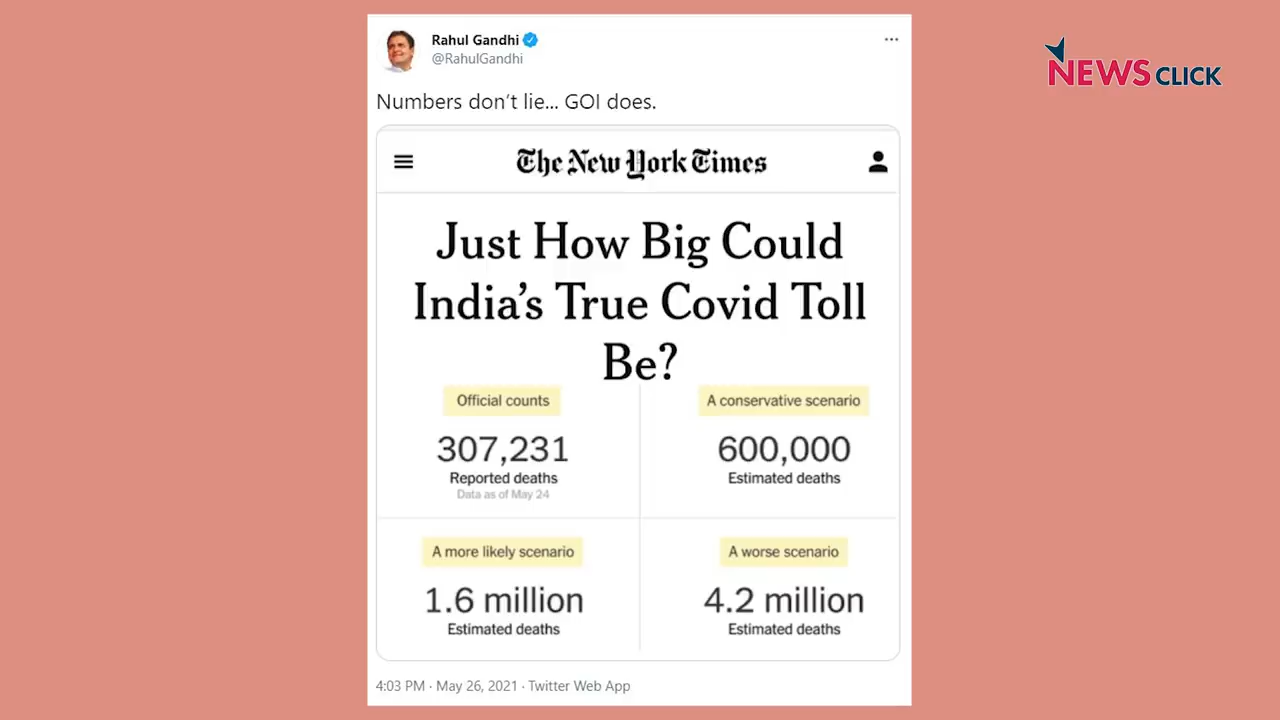 Rahul Gandhi
@RahulGandhi
NEWS CLICK
Numbers don't lie... GOI does.
The New York Times
Just How Big Could
India's True Covid Toll
Be?
Official counts
307,231
Reported deaths
Data as of May 24
A conservative scenario
600,000
Estimated deaths
A more likely scenario
1.6 million
Estimated deaths
A worse scenario
4.2 million
Estimated deaths
4:03 PM · May 26, 2021 · Twitter Web App